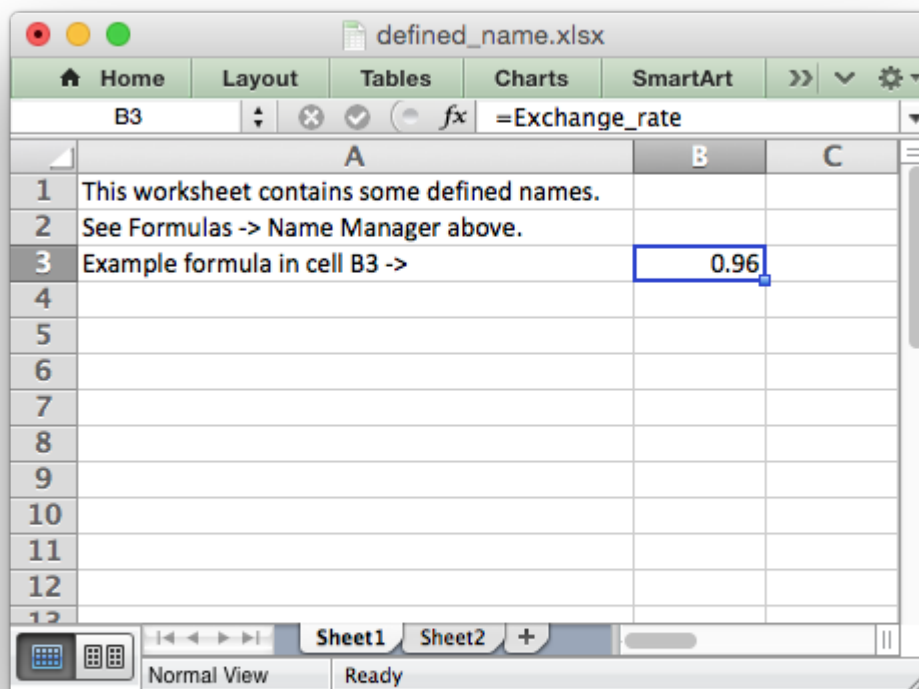 defined_name.xlsx
Home Layout Tables Charts SmartArt
B3 fx =Exchange_rate
A B C
1 This worksheet contains some defined names.
2 See Formulas -> Name Manager above.
3 Example formula in cell B3 -> 0.96
4
5
6
7
8
9
10
11
12
13
Sheet1 Sheet2 +
Normal View Ready